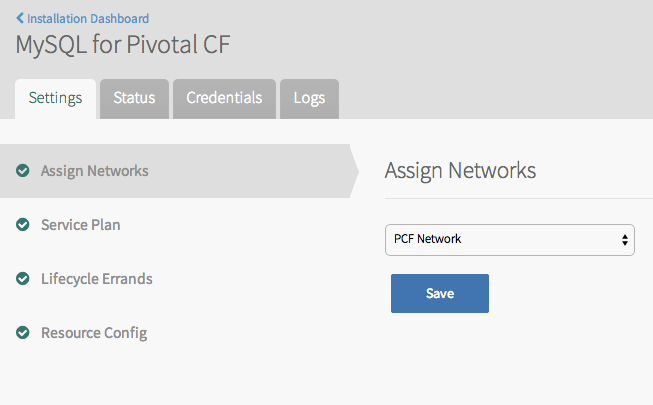 Installation Dashboard
MySQL for Pivotal CF
Settings Status Credentials Logs
Assign Networks
Service Plan
Lifecycle Errands
Resource Config
Assign Networks
PCF Network
Save